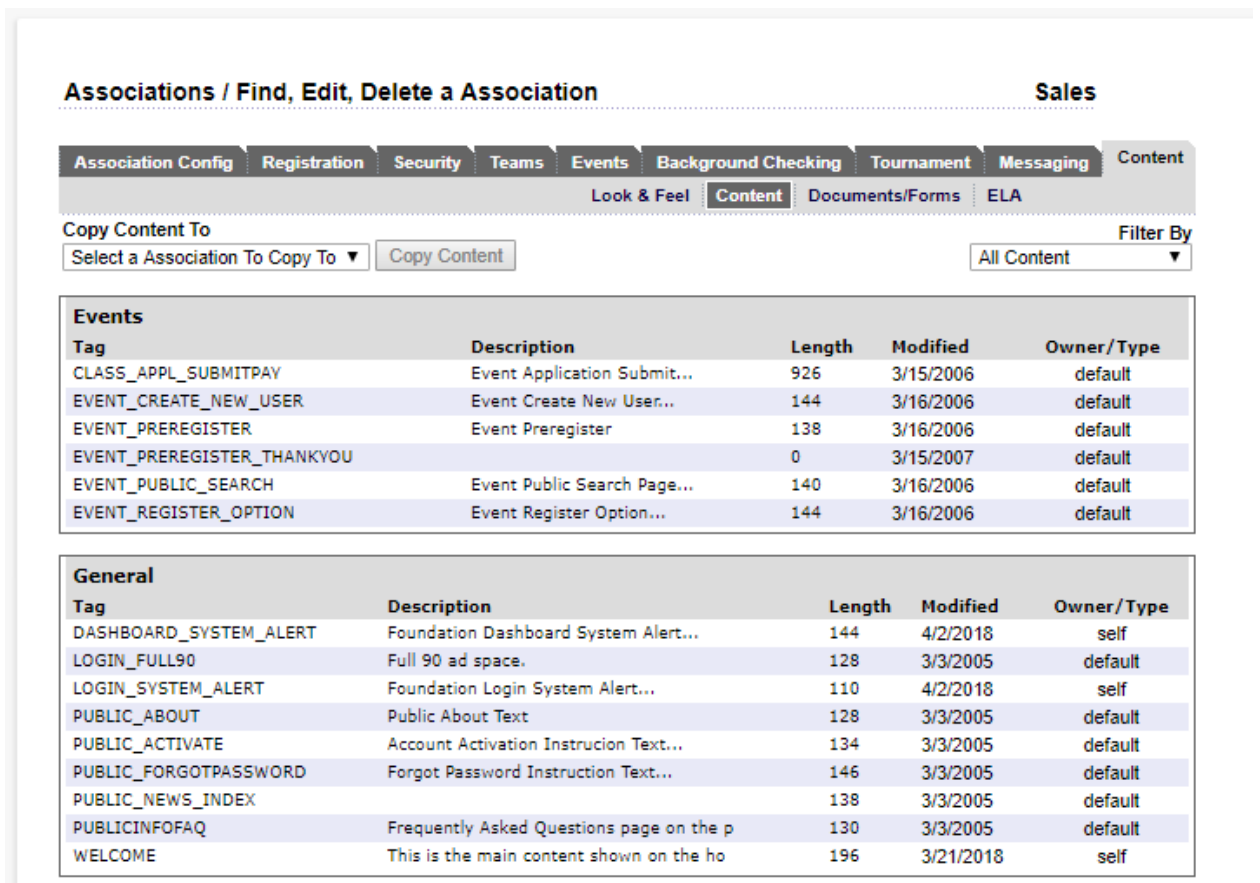 Associations / Find, Edit, Delete a Association Sales
Association Config Registration Security Teams Events Background Checking Tournament Messaging Content
Look & Feel Content Documents/Forms ELA
Copy Content To Filter By
Select a Association To Copy To ▼ Copy Content All Content ▼
Events
Tag Description Length Modified Owner/Type
CLASS_APPL_SUBMITPAY Event Application Submit... 926 3/15/2006 default
EVENT_CREATE_NEW_USER Event Create New User... 144 3/16/2006 default
EVENT_PREREGISTER Event Preregister 138 3/16/2006 default
EVENT_PREREGISTER_THANKYOU 0 3/15/2007 default
EVENT_PUBLIC_SEARCH Event Public Search Page... 140 3/16/2006 default
EVENT_REGISTER_OPTION Event Register Option... 144 3/16/2006 default
General
Tag Description Length Modified Owner/Type
DASHBOARD_SYSTEM_ALERT Foundation Dashboard System Alert... 144 4/2/2018 self
LOGIN_FULL90 Full 90 ad space. 128 3/3/2005 default
LOGIN_SYSTEM_ALERT Foundation Login System Alert... 110 4/2/2018 self
PUBLIC_ABOUT Public About Text 128 3/3/2005 default
PUBLIC_ACTIVATE Account Activation Instrucion Text... 134 3/3/2005 default
PUBLIC_FORGOTPASSWORD Forgot Password Instruction Text... 146 3/3/2005 default
PUBLIC_NEWS_INDEX 138 3/3/2005 default
PUBLICINFOFAQ Frequently Asked Questions page on the p 130 3/3/2005 default
WELCOME This is the main content shown on the ho 196 3/21/2018 self